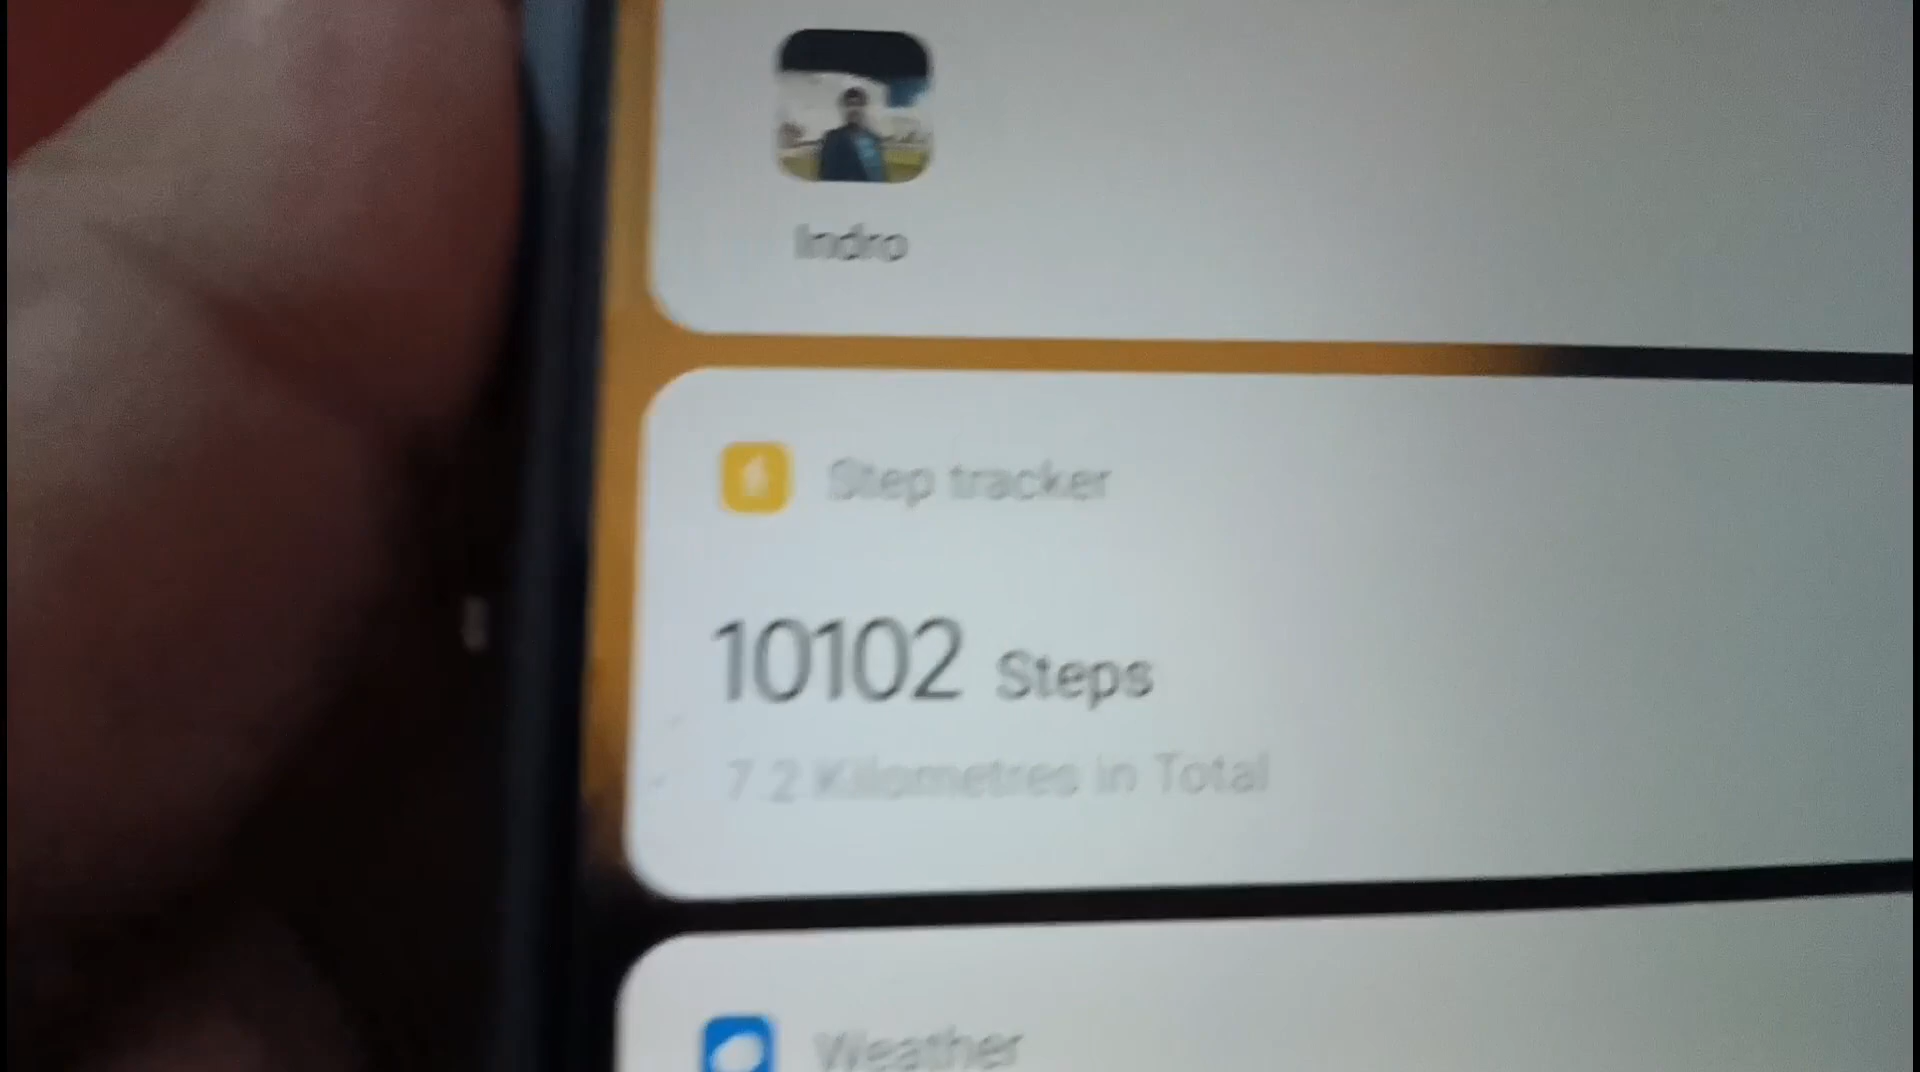 Indro
Step tracker
10102 Steps
7.2 Kilometres in Total
Weather